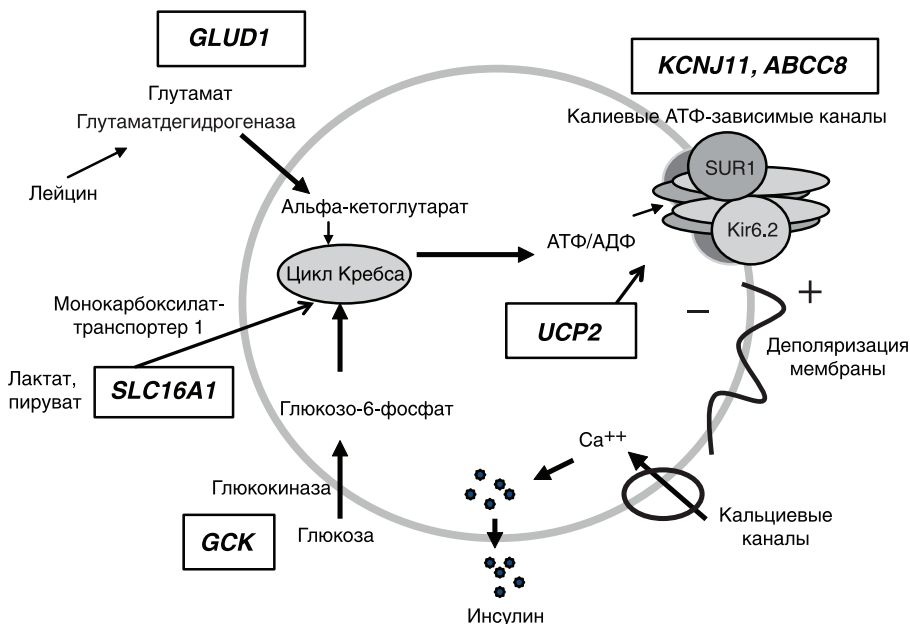 GLUD1
KCNJ11, ABCC8
Глутамат
Глутаматдегидрогеназа
Калиевые АТФ-зависимые каналы
SUR1
Лейцин
Альфа-кетоглутарат
Kir6.2
АТФ/АДФ
Цикл Кребса
Монокарбоксилат-
транспортер 1
UCP2
– +
Деполяризация
мембраны
Лактат,
пируват
SLC16A1
Глюкозо-6-фосфат
Ca++
Глюкокиназа
GCK
Глюкоза
Кальциевые
каналы
Инсулин